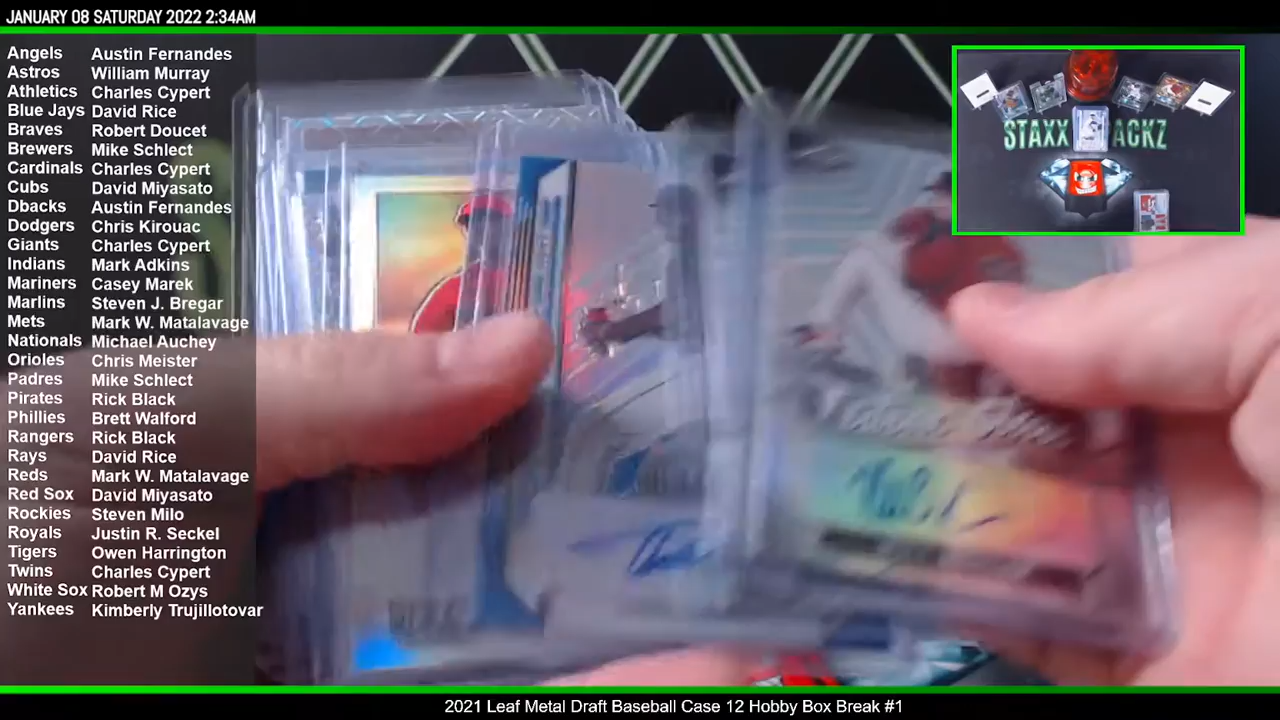 JANUARY 08 SATURDAY 2022 2:34AM
Angels Austin Fernandes
Astros William Murray
Athletics Charles Cypert
Blue Jays David Rice
Braves Robert Doucet
Brewers Mike Schlect
Cardinals Charles Cypert
Cubs David Miyasato
Dbacks Austin Fernandes
Dodgers Chris Kirouac
Giants Charles Cypert
Indians Mark Adkins
Mariners Casey Marek
Marlins Steven J. Bregar
Mets Mark W. Matalavage
Nationals Michael Auchey
Orioles Chris Meister
Padres Mike Schlect
Pirates Rick Black
Phillies Brett Walford
Rangers Rick Black
Rays David Rice
Reds Mark W. Matalavage
Red Sox David Miyasato
Rockies Steven Milo
Royals Justin R. Seckel
Tigers Owen Harrington
Twins Charles Cypert
White Sox Robert M Ozys
Yankees Kimberly Trujillotovar
STAXX ACKZ
2021 Leaf Metal Draft Baseball Case 12 Hobby Box Break #1